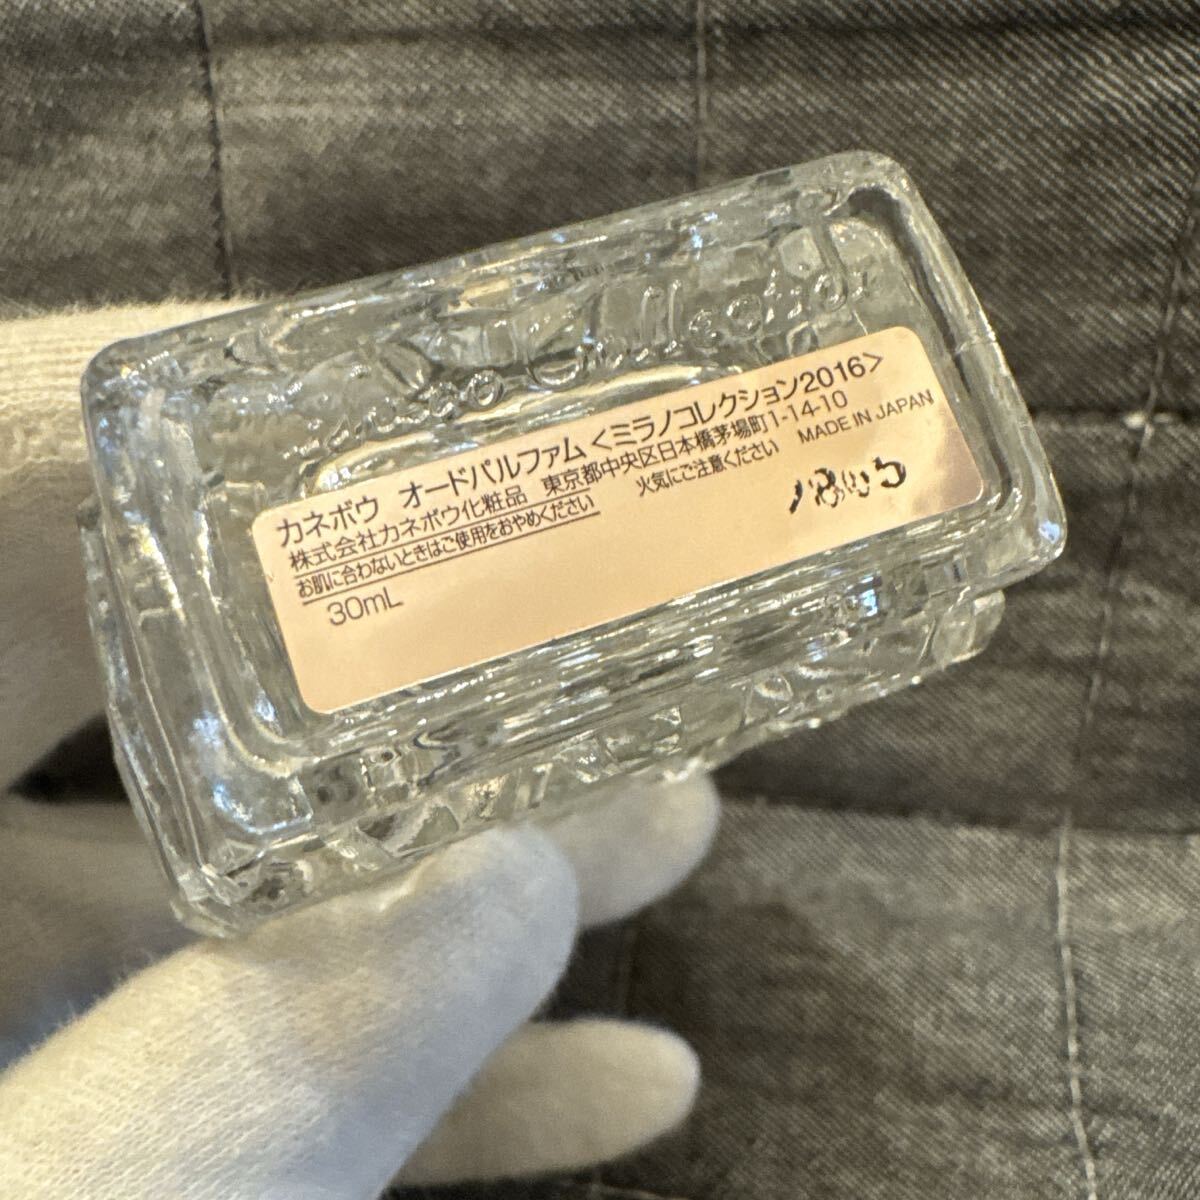 カネボウ オードパルファム<ミラノコレクション2016>
株式会社カネボウ化粧品 東京都中央区日本橋茅場町1-14-10
お肌に合わないときはご使用をおやめください 火気にご注意ください MADE IN JAPAN
30mL